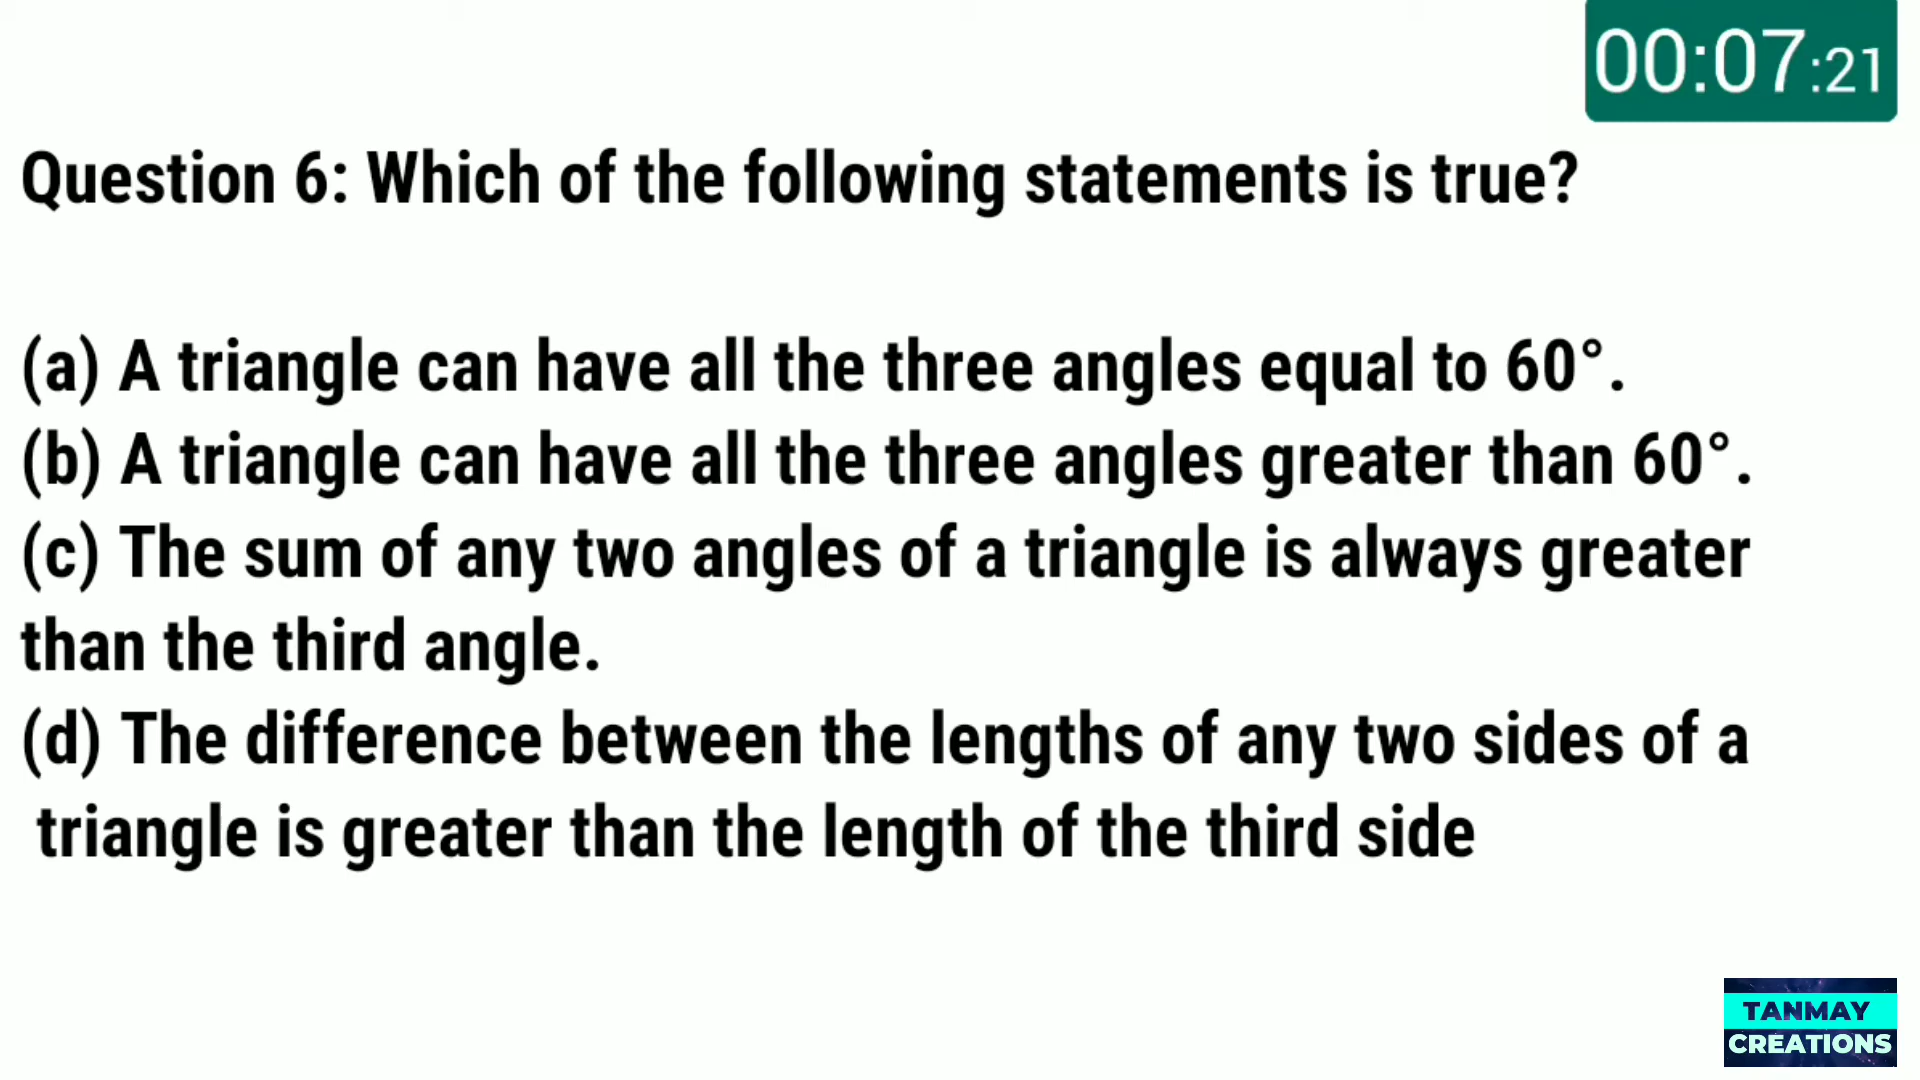 00:07:21
Question 6: Which of the following statements is true?
(a) A triangle can have all the three angles equal to 60°.
(b) A triangle can have all the three angles greater than 60°.
(c) The sum of any two angles of a triangle is always greater
than the third angle.
(d) The difference between the lengths of any two sides of a
triangle is greater than the length of the third side
TANMAY
CREATIONS